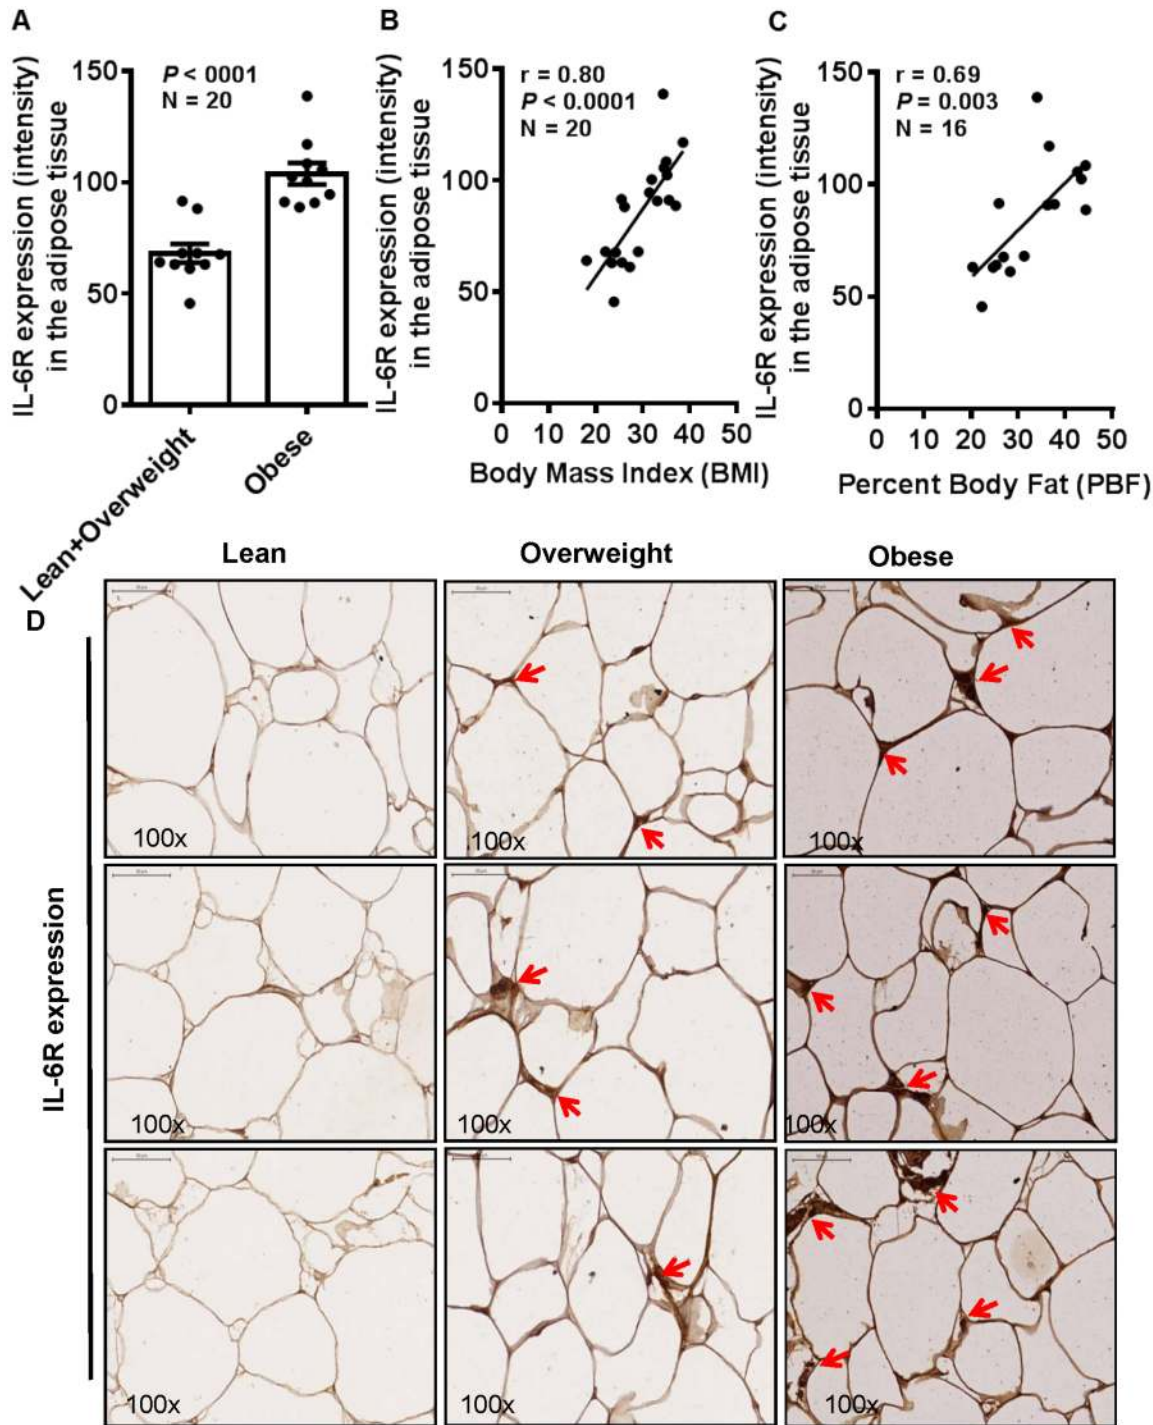 A
IL-6R expression (intensity)
in the adipose tissue
150
100
50
0
P < 0001
N = 20
Lean+Overweight
Obese
B
IL-6R expression (intensity)
in the adipose tissue
150
100
50
0
r = 0.80
P < 0.0001
N = 20
0 10 20 30 40 50
Body Mass Index (BMI)
C
IL-6R expression (intensity)
in the adipose tissue
150
100
50
0
r = 0.69
P = 0.003
N = 16
0 10 20 30 40 50
Percent Body Fat (PBF)
D
Lean
Overweight
Obese
IL-6R expression
100x
100x
100x
100x
100x
100x
100x
100x
100x